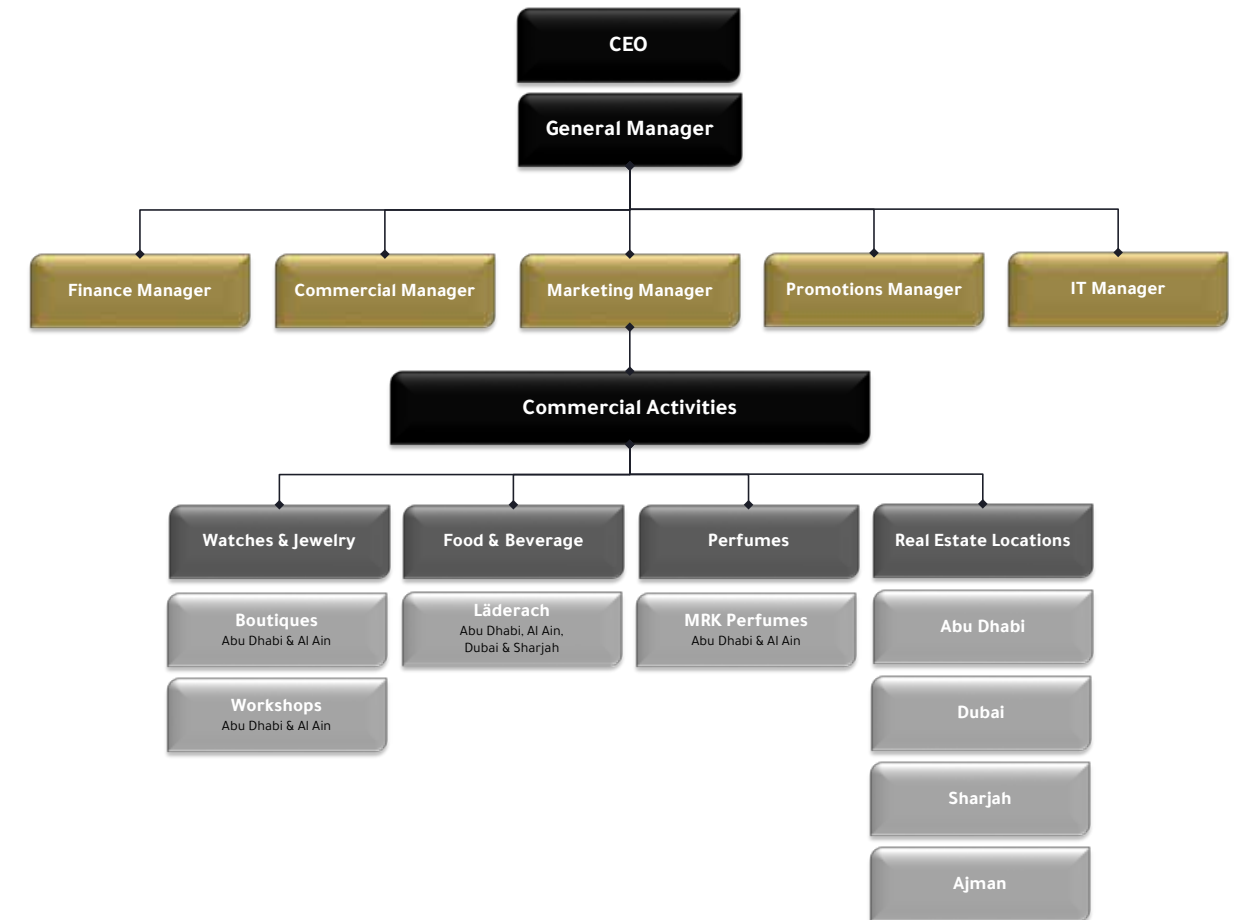 CEO
General Manager
Finance Manager
Commercial Manager
Marketing Manager
Promotions Manager
IT Manager
Commercial Activities
Watches & Jewelry
Food & Beverage
Perfumes
Real Estate Locations
Boutiques
Abu Dhabi & Al Ain
Läderach
Abu Dhabi, Al Ain,
Dubai & Sharjah
MRK Perfumes
Abu Dhabi & Al Ain
Abu Dhabi
Workshops
Abu Dhabi & Al Ain
Dubai
Sharjah
Ajman